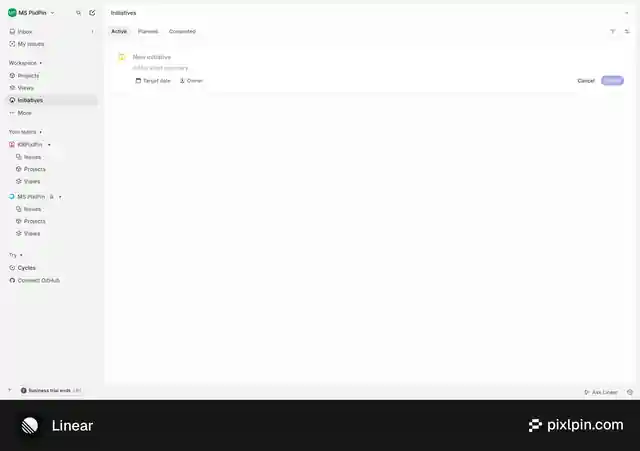 MS PixlPin
Inbox
My issues
Workspace
Projects
Views
Initiatives
More
Your teams
Issues
Projects
Views
MS PixlPin
Issues
Projects
Views
Try
Cycles
Connect GitHub
Business trial ends
Initiatives
Active Planned Completed
New initiative
Add a short summary
Target date Owner
Cancel Create
Ask Linear
Linear
pixlpin.com